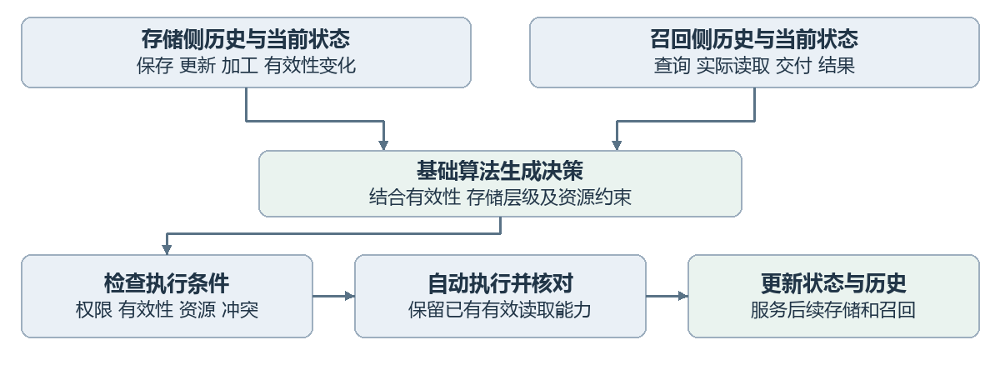 存储侧历史与当前状态
保存 更新 加工 有效性变化
召回侧历史与当前状态
查询 实际读取 交付 结果
基础算法生成决策
结合有效性 存储层级及资源约束
检查执行条件
权限 有效性 资源 冲突
自动执行并核对
保留已有有效读取能力
更新状态与历史
服务后续存储和召回